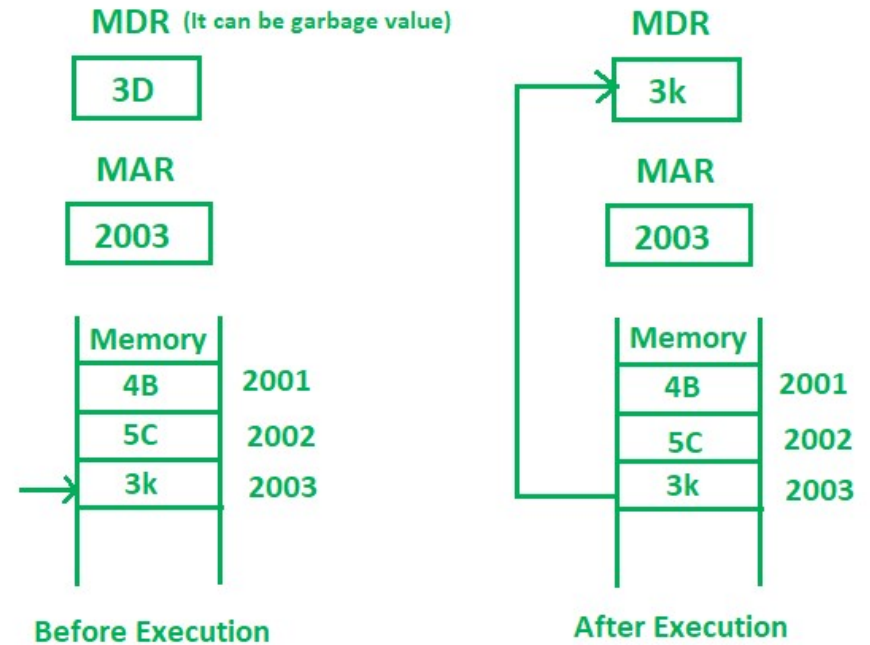 MDR (It can be garbage value)
3D
MAR
2003
Memory
4B 2001
5C 2002
3k 2003
Before Execution
MDR
3k
MAR
2003
Memory
4B 2001
5C 2002
3k 2003
After Execution